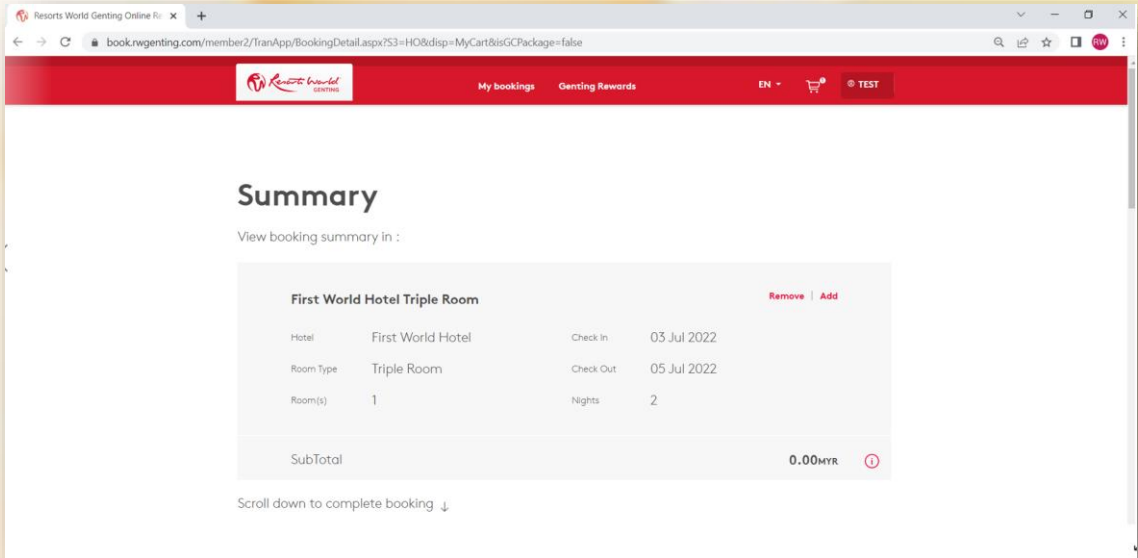 Resorts World Genting Online Re
book.rwgenting.com/member2/TranApp/BookingDetail.aspx?S3=HO&disp=MyCart&isGCPackage=false
RW
Resorts World
GENTING
My bookings
Genting Rewards
EN
TEST
Summary
View booking summary in :
First World Hotel Triple Room
Remove | Add
Hotel First World Hotel Check In 03 Jul 2022
Room Type Triple Room Check Out 05 Jul 2022
Room(s) 1 Nights 2
SubTotal 0.00MYR
Scroll down to complete booking ↓